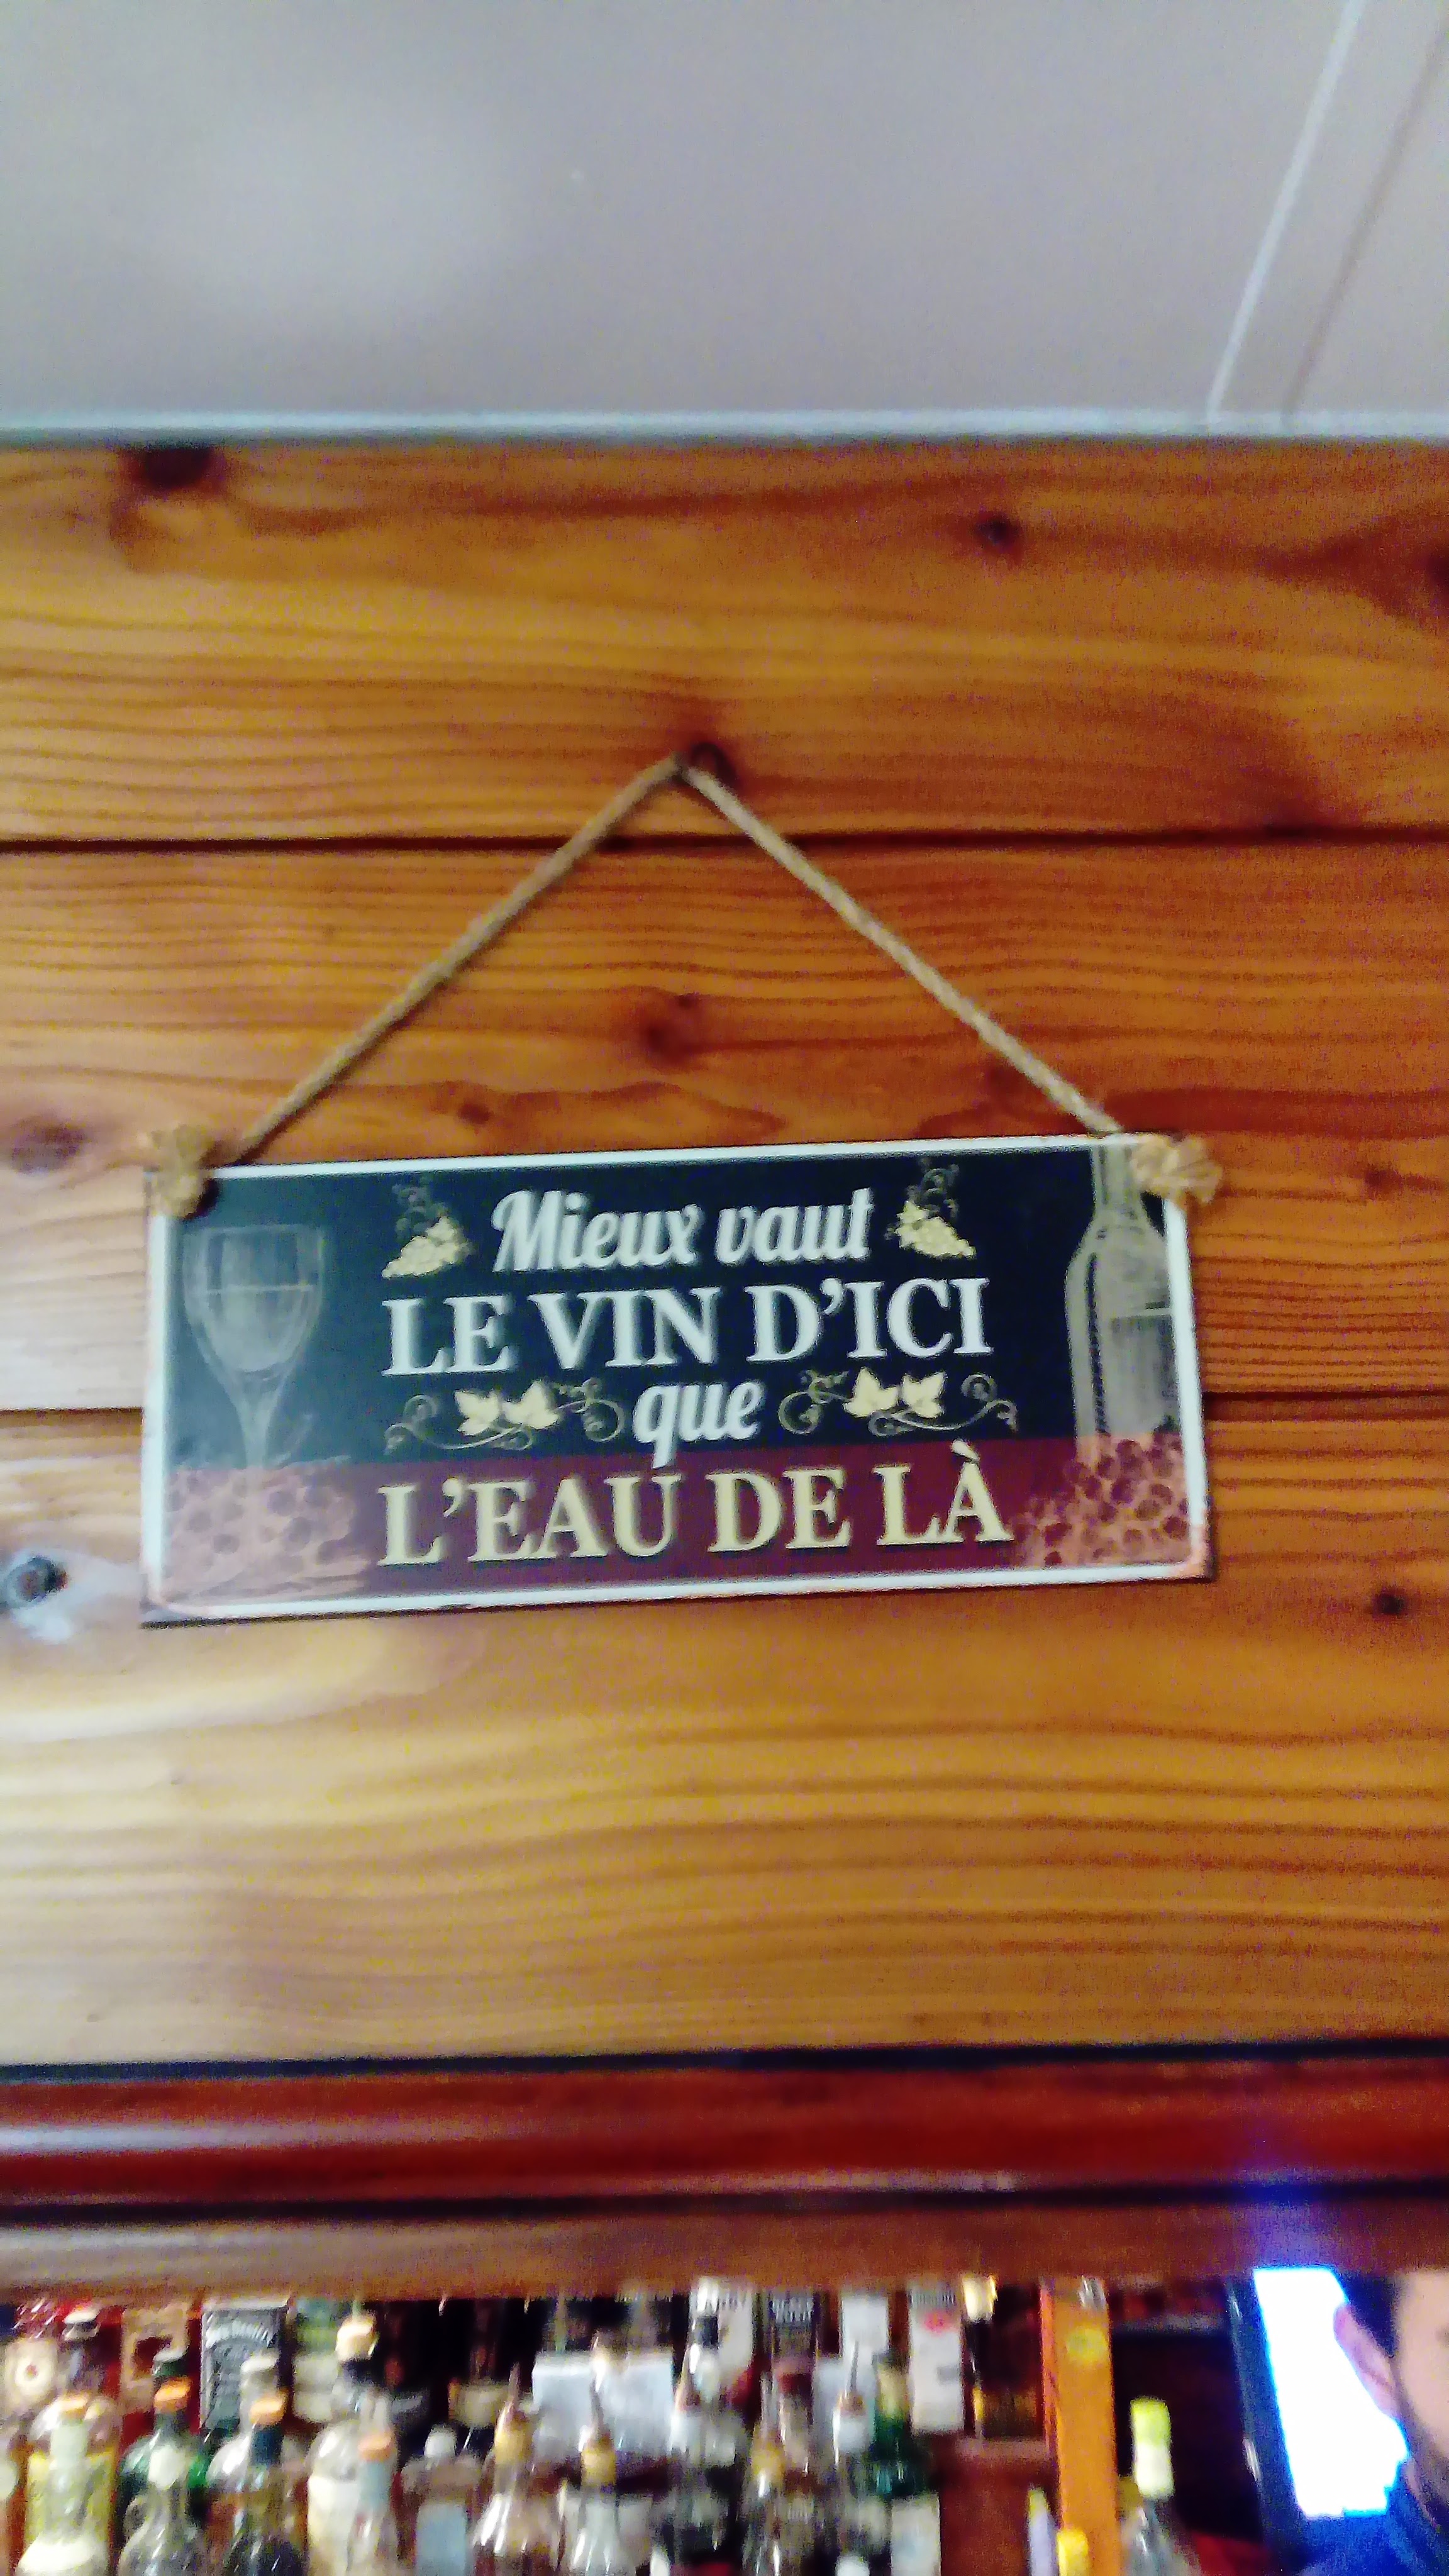 Mieux vaut
LE VIN D'ICI
que
L'EAU DE LÀ